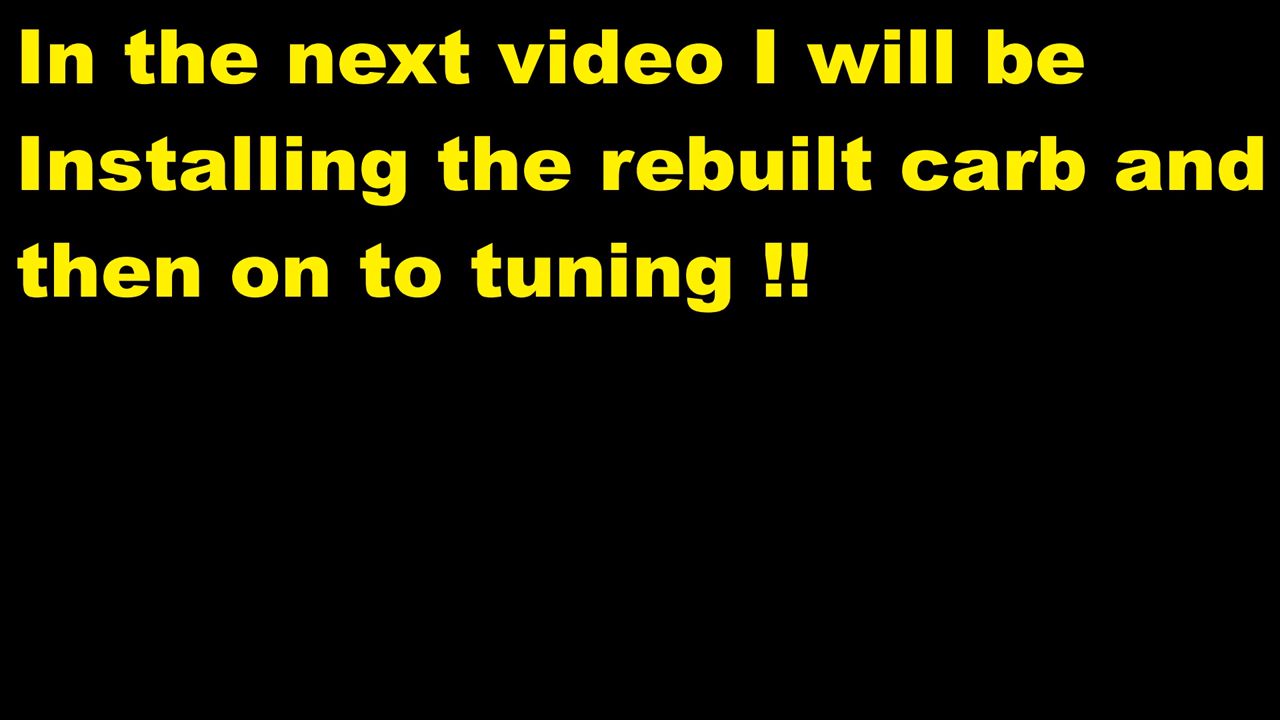 In the next video I will be
Installing the rebuilt carb and
then on to tuning !!